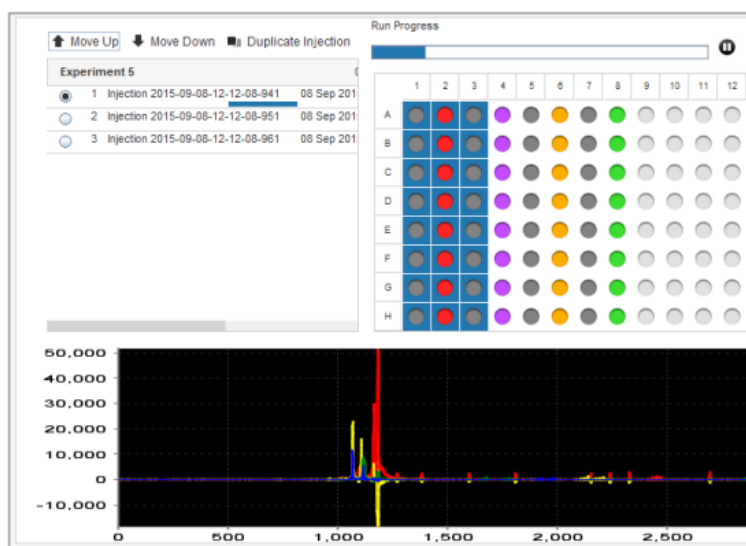 Run Progress
Move Up Move Down Duplicate Injection
Experiment 5
1 Injection 2015-09-08-12-12-08-941 08 Sep 201
2 Injection 2015-09-08-12-12-08-951 08 Sep 201
3 Injection 2015-09-08-12-12-08-961 08 Sep 201
1 2 3 4 5 6 7 8 9 10 11 12
A
B
C
D
E
F
G
H
50,000
40,000
30,000
20,000
10,000
0
-10,000
0 500 1,000 1,500 2,000 2,500